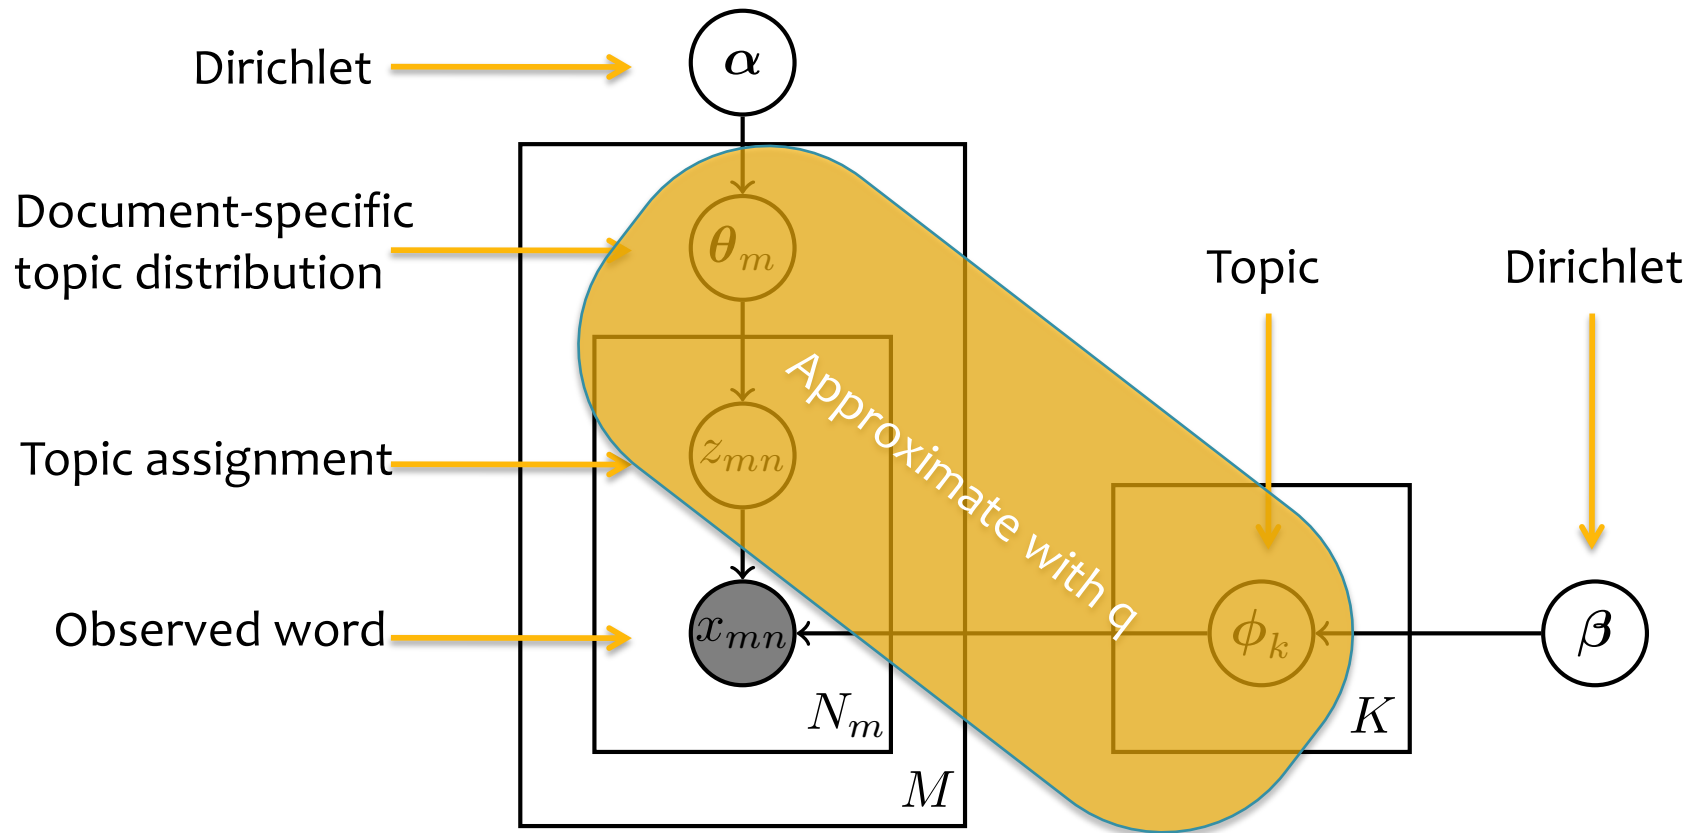 Dirichlet
α
Document-specific
topic distribution
θm
Topic
Dirichlet
Approximate with q
Topic assignment
zmn
Observed word
xmn
ϕk
β
Nm
K
M